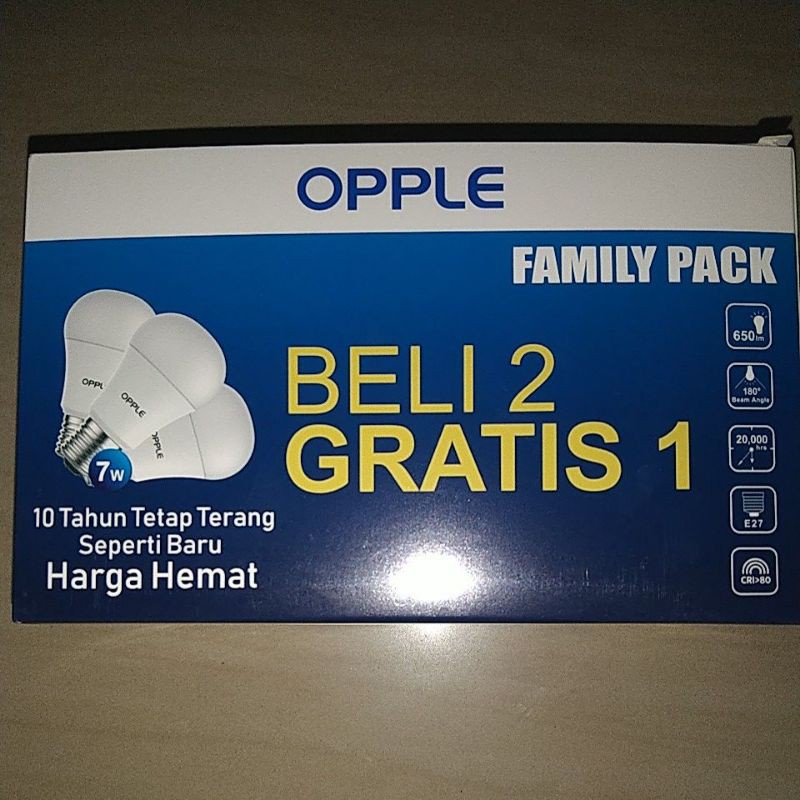 OPPLE
FAMILY PACK
BELI 2
GRATIS 1
OPPLE
OPPLE
OPPLE
7W
10 Tahun Tetap Terang
Seperti Baru
Harga Hemat
650lm
180°
Beam Angle
20,000
hrs
E27
CRI>80